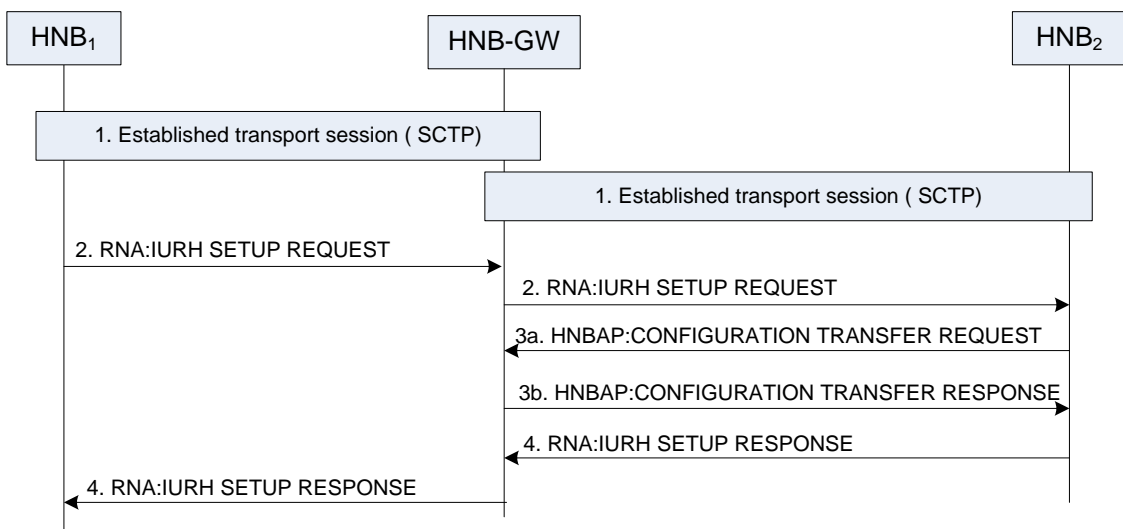 HNB₁
HNB-GW
HNB₂
1. Established transport session ( SCTP)
1. Established transport session ( SCTP)
2. RNA:IURH SETUP REQUEST
2. RNA:IURH SETUP REQUEST
3a. HNBAP:CONFIGURATION TRANSFER REQUEST
3b. HNBAP:CONFIGURATION TRANSFER RESPONSE
4. RNA:IURH SETUP RESPONSE
4. RNA:IURH SETUP RESPONSE